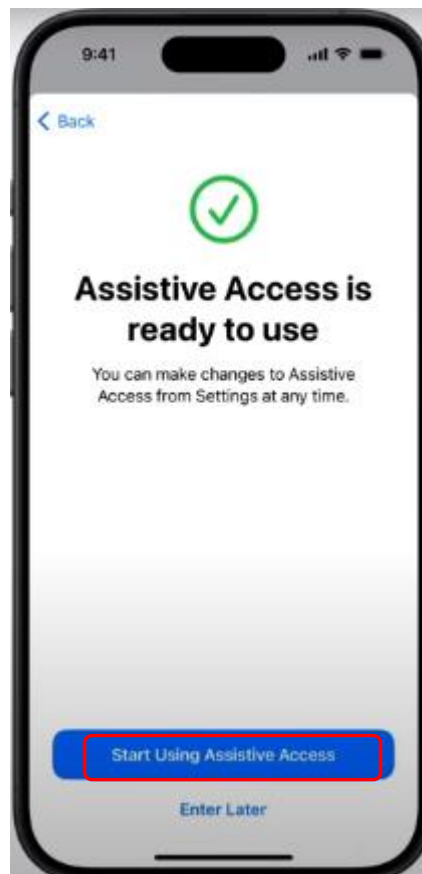 9:41
Back
Assistive Access is
ready to use
You can make changes to Assistive
Access from Settings at any time.
Start Using Assistive Access
Enter Later